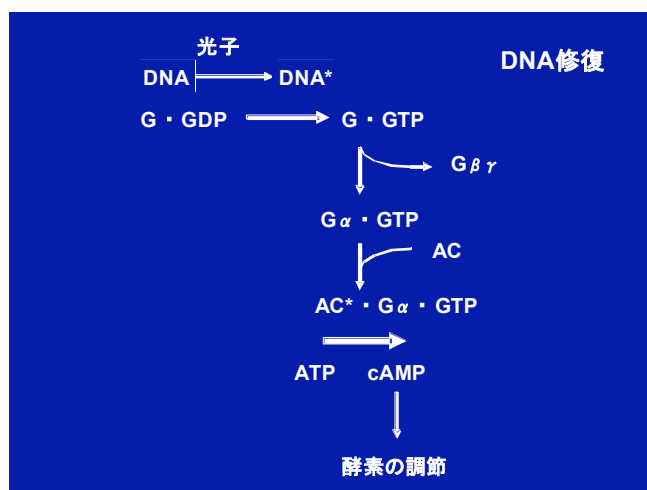 光子
DNA修復
DNA DNA*
G・GDP G・GTP
Gβγ
Gα・GTP
AC
AC*・Gα・GTP
ATP cAMP
酵素の調節